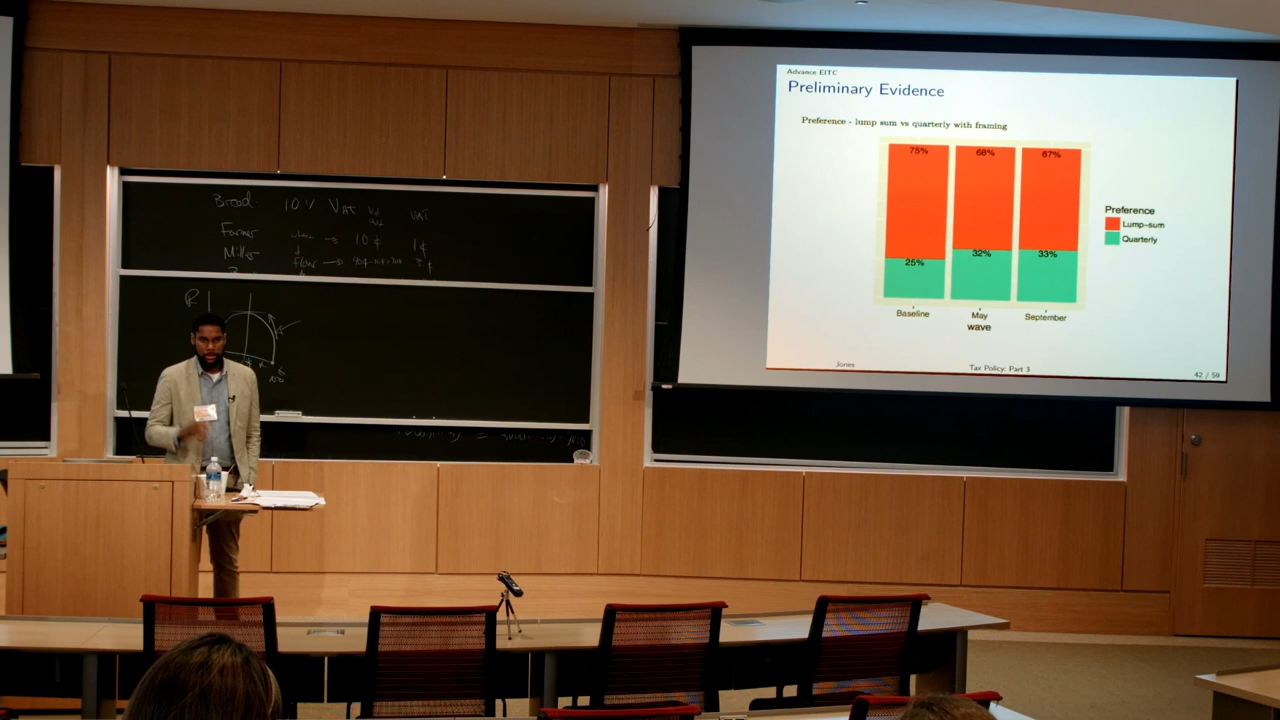 Bread 10% VAT
VAT
Farmer 10¢ 1¢
Miller
R
Advance EITC
Preliminary Evidence
Preference - lump sum vs quarterly with framing
75% 68% 67%
25% 32% 33%
Baseline May September
wave
Preference
Lump-sum
Quarterly
Jones Tax Policy: Part 3 42 / 59